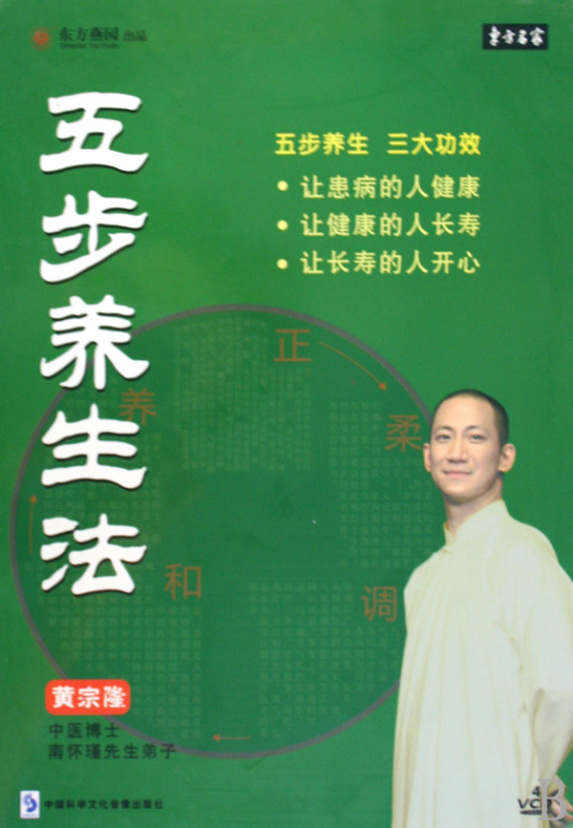 东方燕园 出品
Oriental YanYuan
东方名家
五步养生法
五步养生 三大功效
• 让患病的人健康
• 让健康的人长寿
• 让长寿的人开心
正
柔
调
和
养
黄宗隆
中医博士
南怀瑾先生弟子
中国科学文化音像出版社
4
VCD